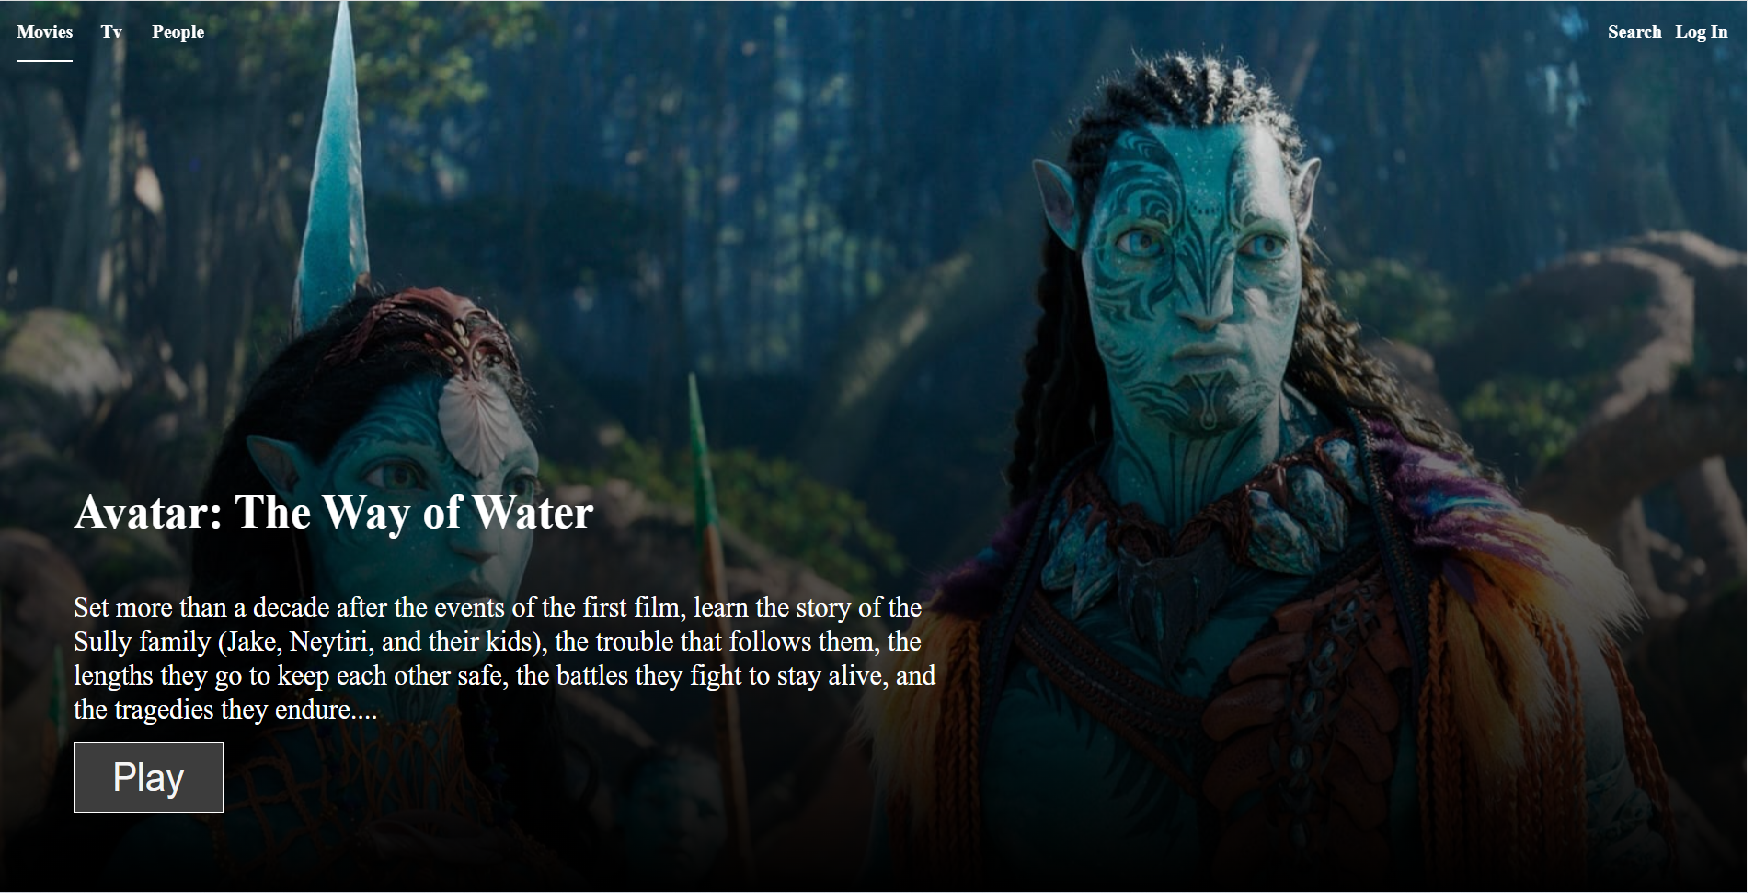 Movies Tv People Search Log In
Avatar: The Way of Water
Set more than a decade after the events of the first film, learn the story of the
Sully family (Jake, Neytiri, and their kids), the trouble that follows them, the
lengths they go to keep each other safe, the battles they fight to stay alive, and
the tragedies they endure....
Play